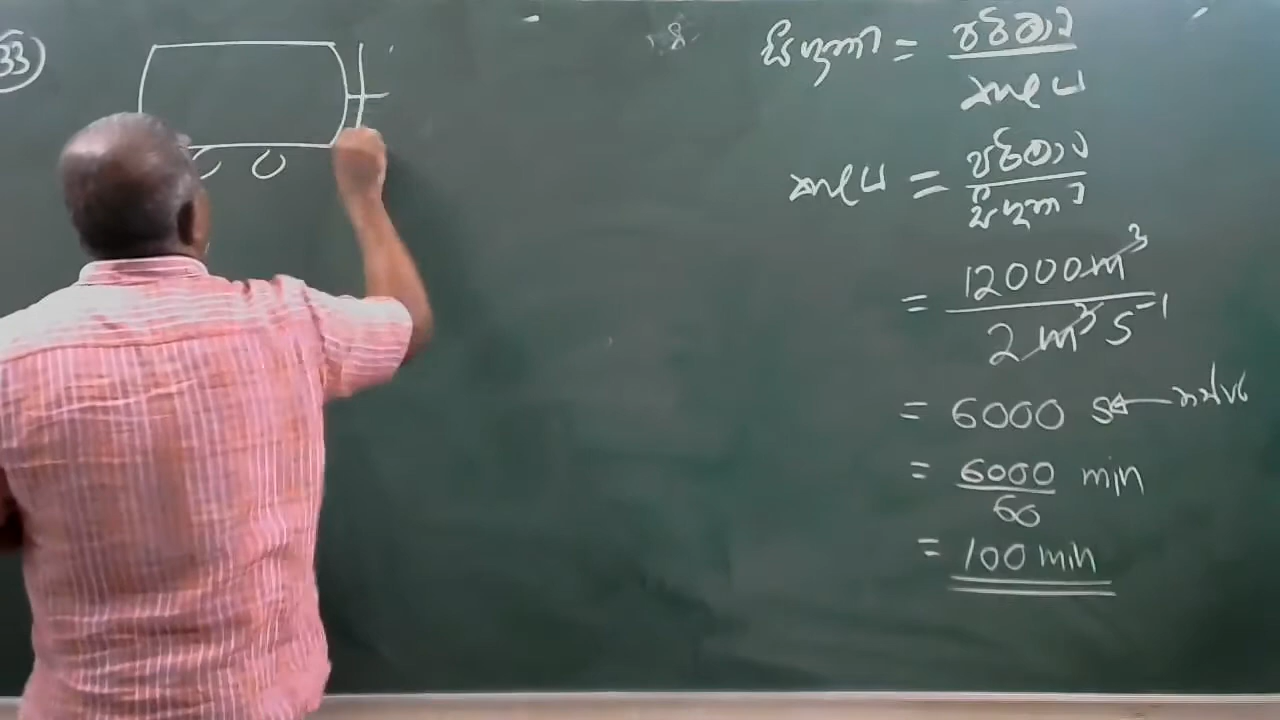 33
සීඝ්‍රතාව = පරිමාව / කාලය
කාලය = පරිමාව / සීඝ්‍රතාව
= 12000 m³ / 2 m³ s⁻¹
= 6000 s ←
= 6000 / 60 min
= 100 min